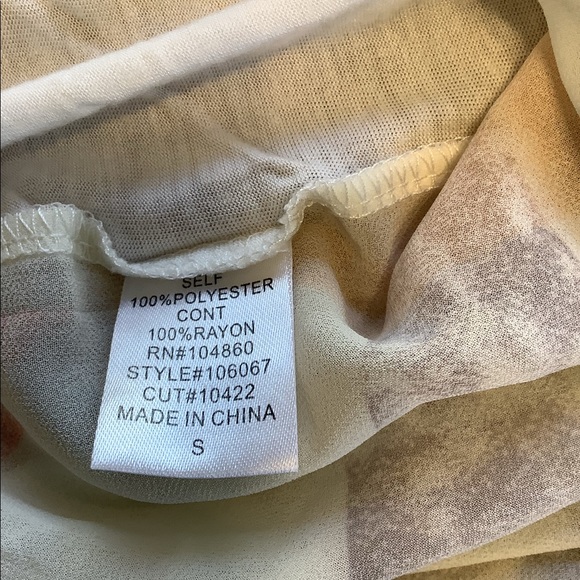 SELF
100%POLYESTER
CONT
100%RAYON
RN#104860
STYLE#106067
CUT#10422
MADE IN CHINA
S